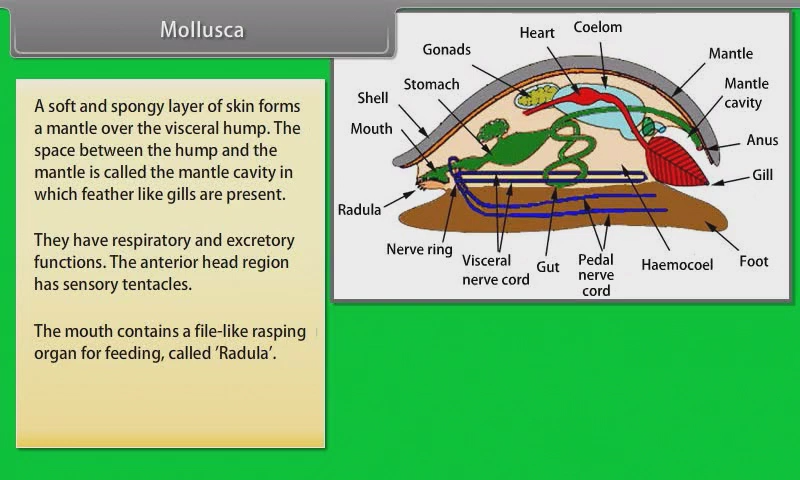 Mollusca
A soft and spongy layer of skin forms
a mantle over the visceral hump. The
space between the hump and the
mantle is called the mantle cavity in
which feather like gills are present.
They have respiratory and excretory
functions. The anterior head region
has sensory tentacles.
The mouth contains a file-like rasping
organ for feeding, called ’Radula’.
Heart
Coelom
Gonads
Mantle
Stomach
Mantle
cavity
Shell
Mouth
Anus
Gill
Radula
Nerve ring
Visceral
nerve cord
Gut
Pedal
nerve
cord
Haemocoel
Foot